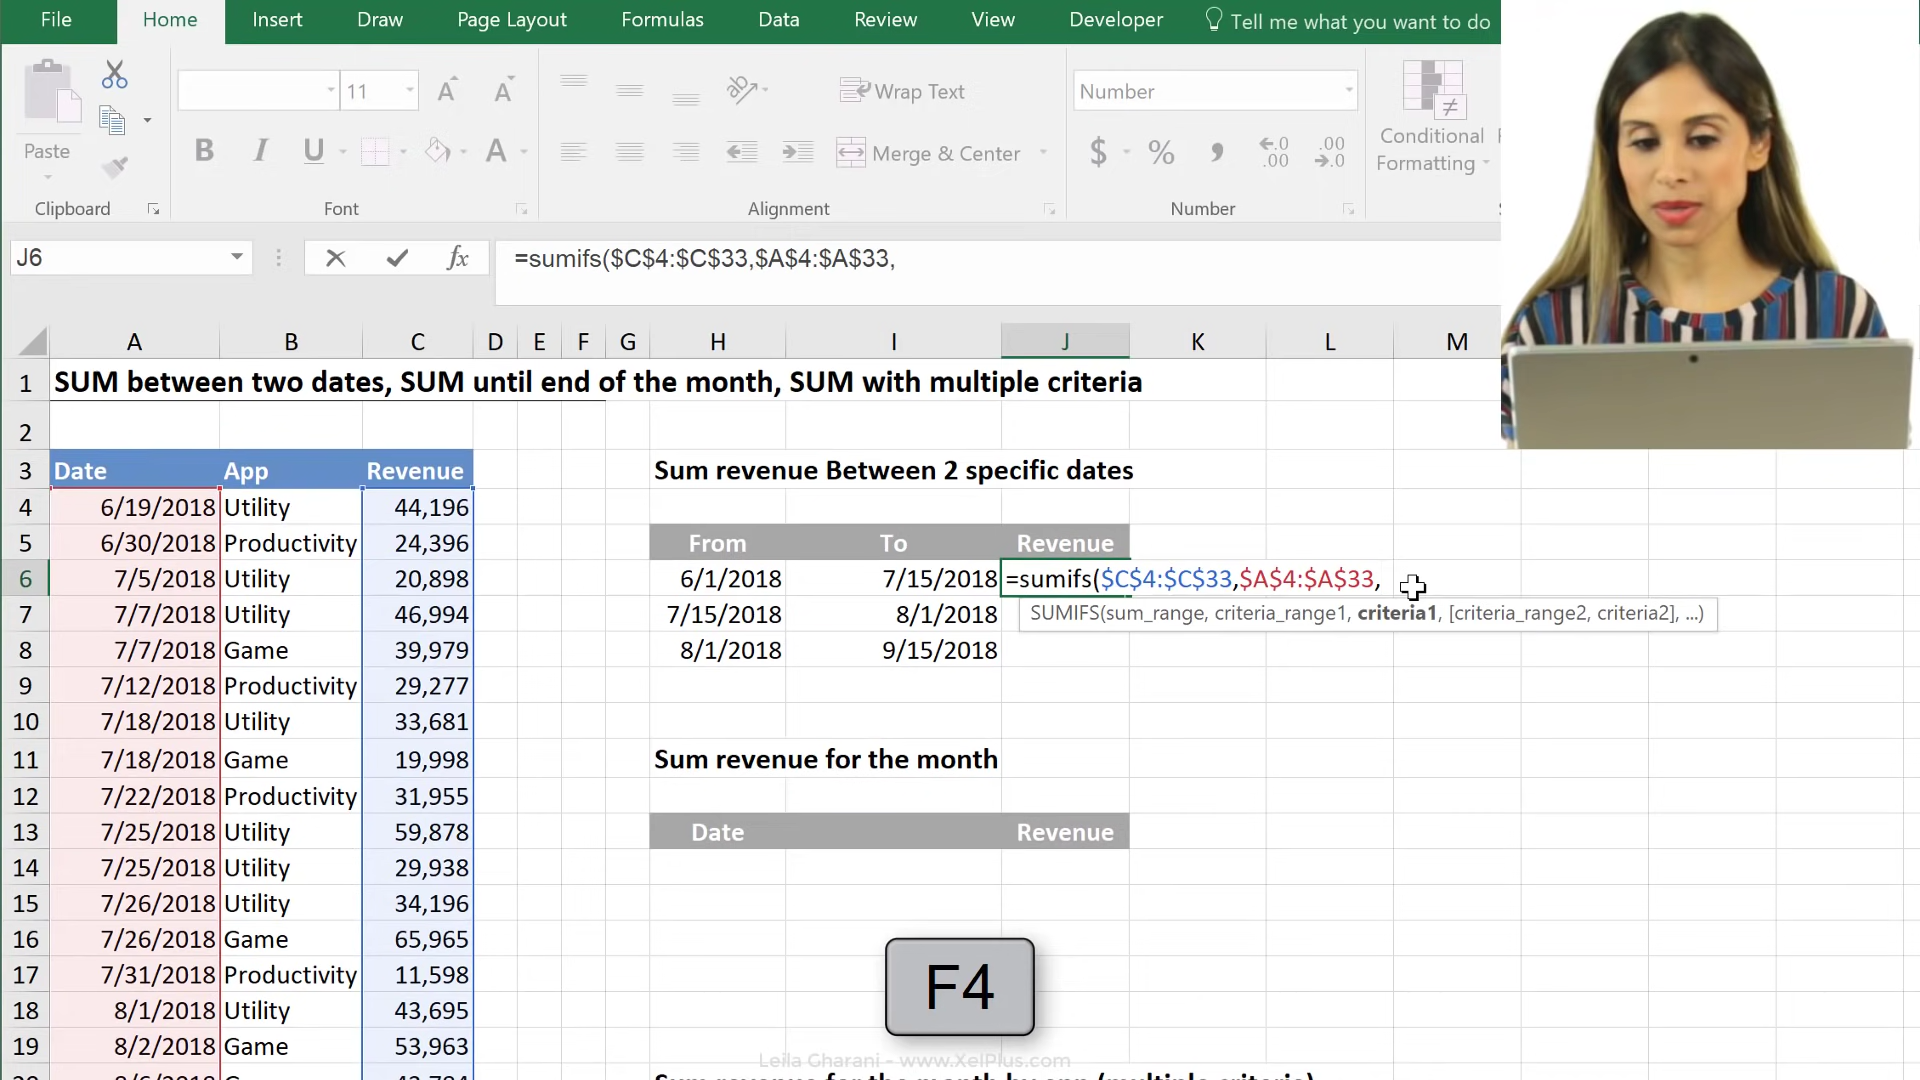 File Home Insert Draw Page Layout Formulas Data Review View Developer Tell me what you want to do
11 Wrap Text Number
Paste B I U A Merge & Center $ % Conditional Formatting
Clipboard Font Alignment Number
J6 fx =sumifs($C$4:$C$33,$A$4:$A$33,
A B C D E F G H I J K L M
1 SUM between two dates, SUM until end of the month, SUM with multiple criteria
2
3 Date App Revenue Sum revenue Between 2 specific dates
4 6/19/2018 Utility 44,196
5 6/30/2018 Productivity 24,396 From To Revenue
6 7/5/2018 Utility 20,898 6/1/2018 7/15/2018 =sumifs($C$4:$C$33,$A$4:$A$33,
7 7/7/2018 Utility 46,994 7/15/2018 8/1/2018 SUMIFS(sum_range, criteria_range1, criteria1, [criteria_range2, criteria2], ...)
8 7/7/2018 Game 39,979 8/1/2018 9/15/2018
9 7/12/2018 Productivity 29,277
10 7/18/2018 Utility 33,681
11 7/18/2018 Game 19,998 Sum revenue for the month
12 7/22/2018 Productivity 31,955
13 7/25/2018 Utility 59,878 Date Revenue
14 7/25/2018 Utility 29,938
15 7/26/2018 Utility 34,196
16 7/26/2018 Game 65,965
17 7/31/2018 Productivity 11,598 F4
18 8/1/2018 Utility 43,695
19 8/2/2018 Game 53,963
Leila Gharani - www.XelPlus.com
Sum revenue for the month by app (multiple criteria)